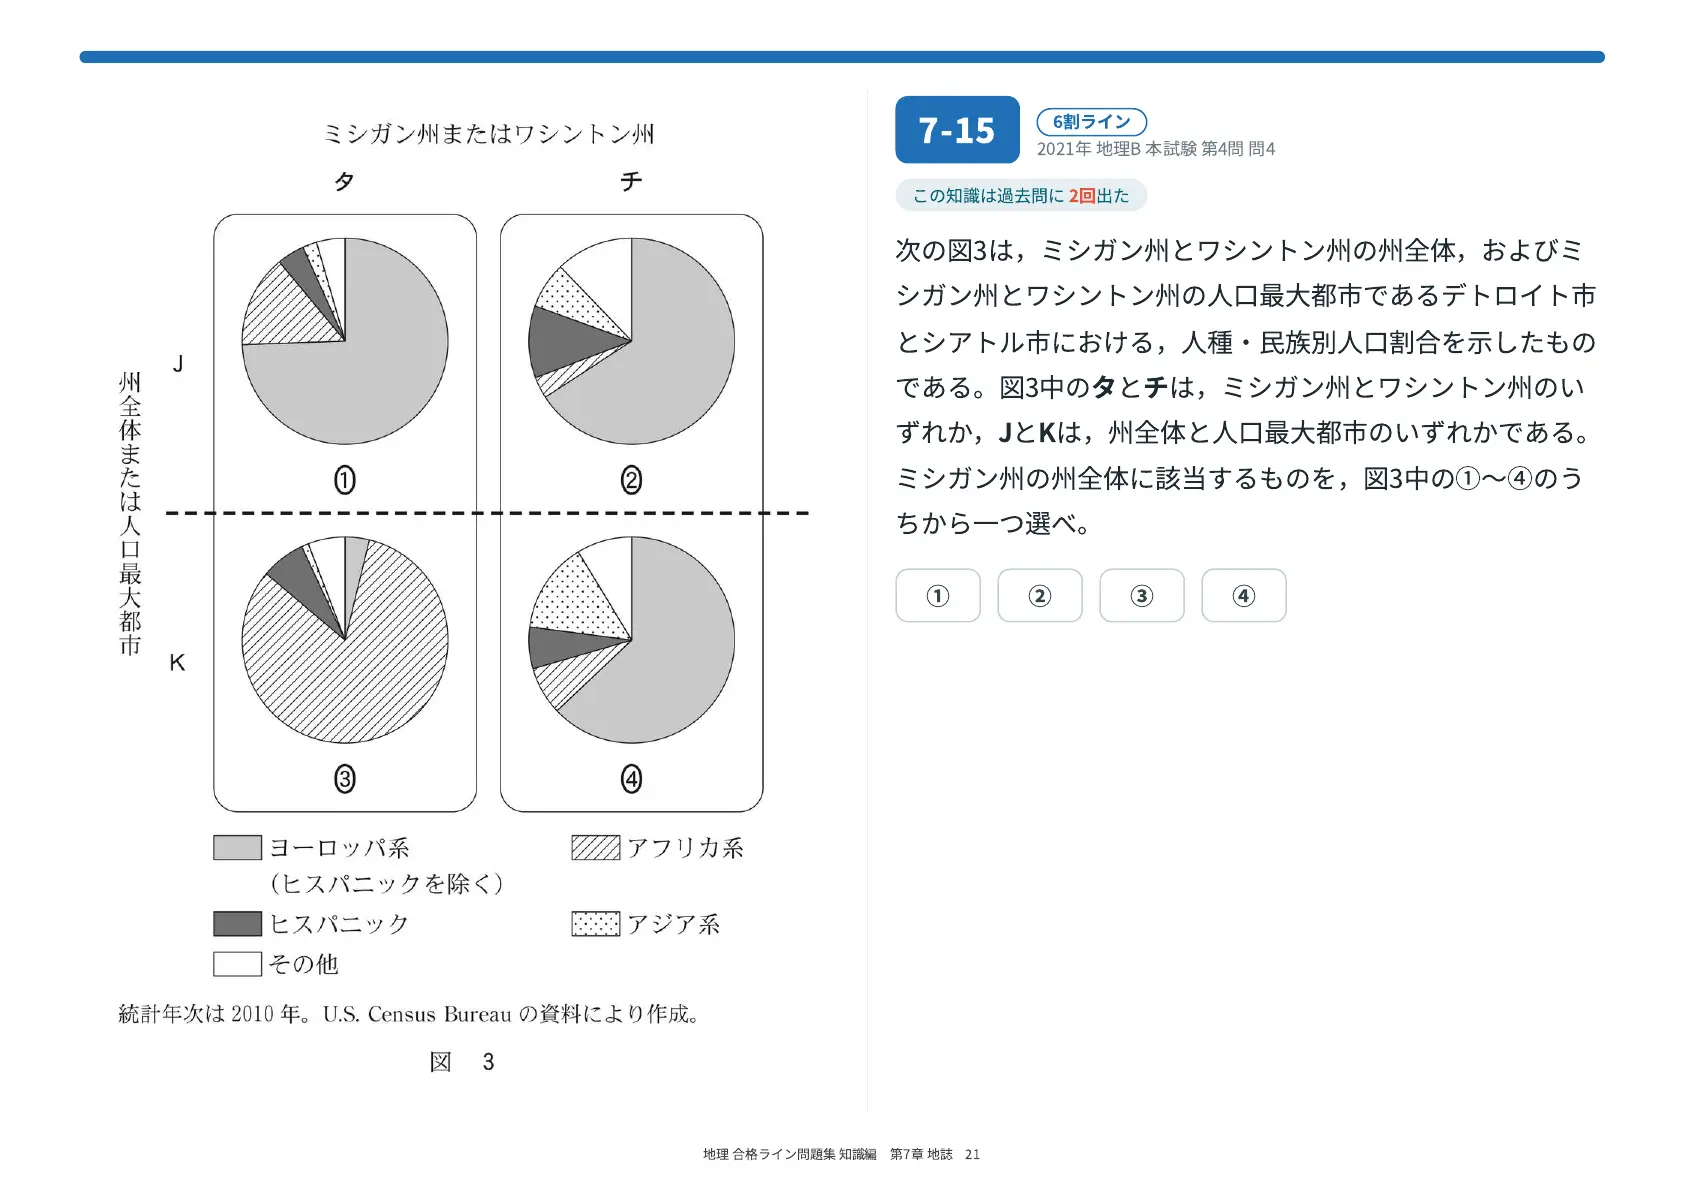 ミシガン州またはワシントン州
タ
チ
州全体または人口最大都市
J
①
②
K
③
④
ヨーロッパ系
（ヒスパニックを除く）
アフリカ系
ヒスパニック
アジア系
その他
統計年次は 2010 年。U.S. Census Bureau の資料により作成。
図 3
7-15
6割ライン
2021年 地理B 本試験 第4問 問4
この知識は過去問に 2回出た
次の図3は，ミシガン州とワシントン州の州全体，およびミ
シガン州とワシントン州の人口最大都市であるデトロイト市
とシアトル市における，人種・民族別人口割合を示したもの
である。図3中のタとチは，ミシガン州とワシントン州のい
ずれか，JとKは，州全体と人口最大都市のいずれかである。
ミシガン州の州全体に該当するものを，図3中の①～④のう
ちから一つ選べ。
① ② ③ ④
地理 合格ライン問題集 知識編 第7章 地誌 21